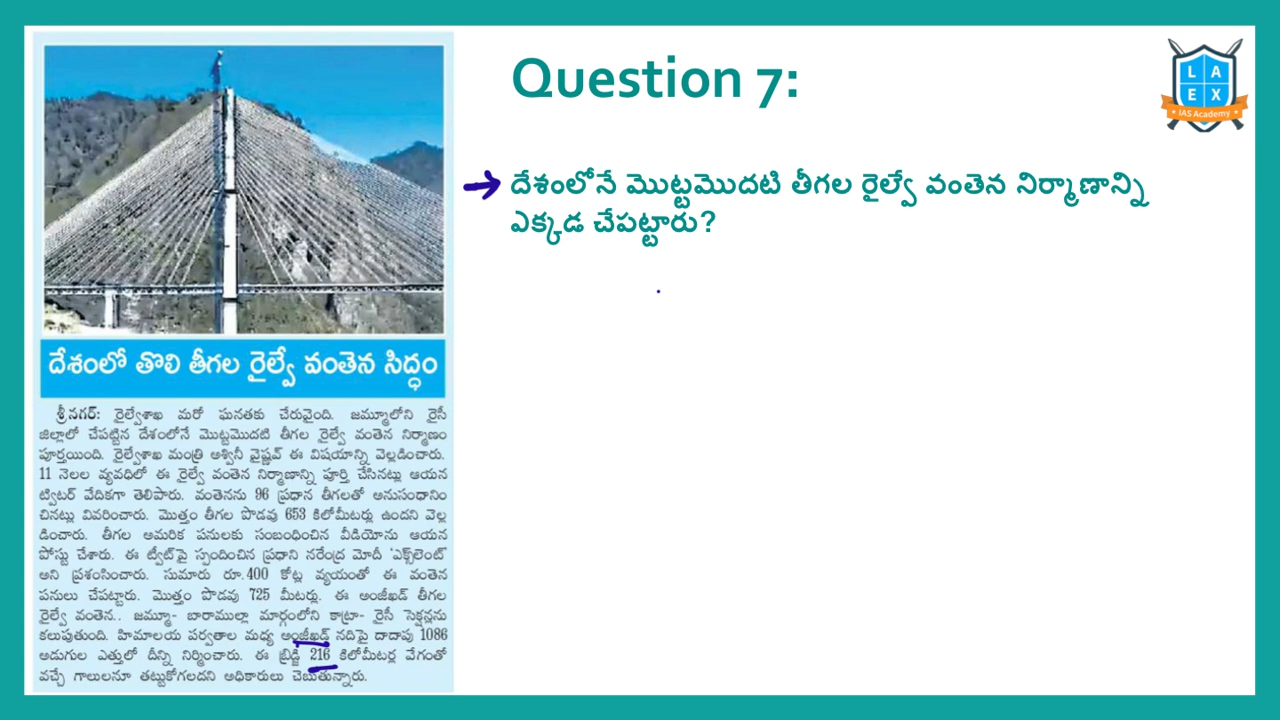 Question 7:
L A
E X
IAS Academy
దేశంలోనే మొట్టమొదటి తీగల రైల్వే వంతెన నిర్మాణాన్ని
ఎక్కడ చేపట్టారు?
దేశంలో తొలి తీగల రైల్వే వంతెన సిద్ధం
శ్రీనగర్: రైల్వేశాఖ మరో ఘనతకు చేరువైంది. జమ్మూలోని రైసీ
జిల్లాలో చేపట్టిన దేశంలోనే మొట్టమొదటి తీగల రైల్వే వంతెన నిర్మాణం
పూర్తయింది. రైల్వేశాఖ మంత్రి అశ్వినీ వైష్ణవ్ ఈ విషయాన్ని వెల్లడించారు.
11 నెలల వ్యవధిలో ఈ రైల్వే వంతెన నిర్మాణాన్ని పూర్తి చేసినట్లు ఆయన
ట్విటర్ వేదికగా తెలిపారు. వంతెనను 96 ప్రధాన తీగలతో అనుసంధానిం
చినట్లు వివరించారు. మొత్తం తీగల పొడవు 653 కిలోమీటర్లు ఉందని వెల్ల
డించారు. తీగల అమరిక పనులకు సంబంధించిన వీడియోను ఆయన
పోస్టు చేశారు. ఈ ట్వీట్‌పై స్పందించిన ప్రధాని నరేంద్ర మోదీ 'ఎక్స్‌లెంట్'
అని ప్రశంసించారు. సుమారు రూ.400 కోట్ల వ్యయంతో ఈ వంతెన
పనులు చేపట్టారు. మొత్తం పొడవు 725 మీటర్లు. ఈ అంజీఖడ్ తీగల
రైల్వే వంతెన.. జమ్మూ- బారాముల్లా మార్గంలోని కాట్రా- రైసీ సెక్షన్లను
కలుపుతుంది. హిమాలయ పర్వతాల మధ్య అంజీఖడ్ నదిపై దాదాపు 1086
అడుగుల ఎత్తులో దీన్ని నిర్మించారు. ఈ బ్రిడ్జి 216 కిలోమీటర్ల వేగంతో
వచ్చే గాలులనూ తట్టుకోగలదని అధికారులు చెబుతున్నారు.